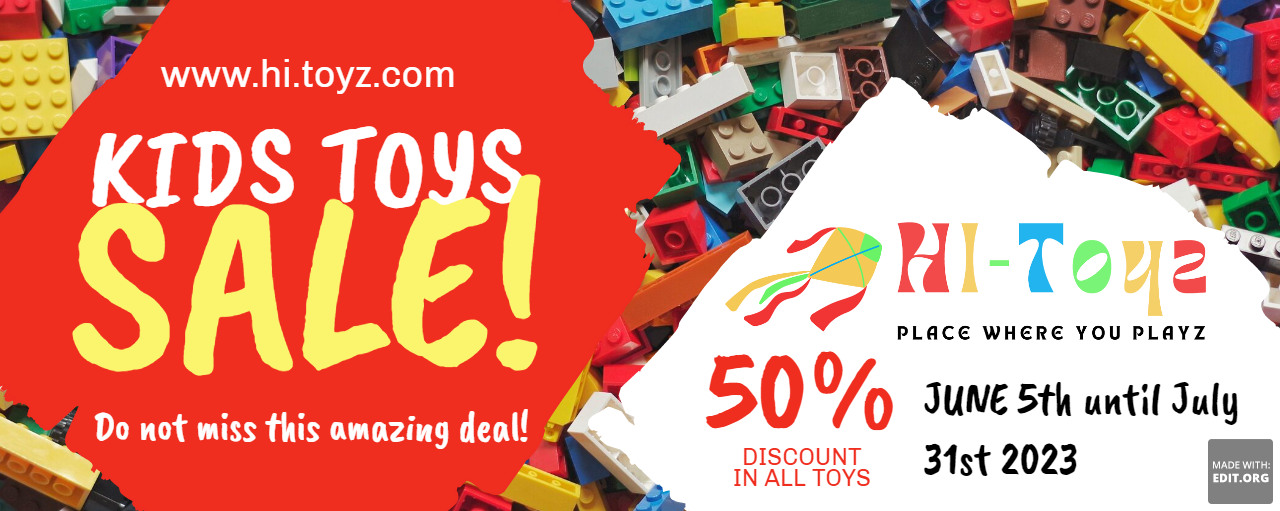 www.hi.toyz.com
KIDS TOYS
SALE!
Do not miss this amazing deal!
HI-Toyz
PLACE WHERE YOU PLAYZ
50%
DISCOUNT
IN ALL TOYS
JUNE 5th until July
31st 2023
MADE WITH:
EDIT.ORG